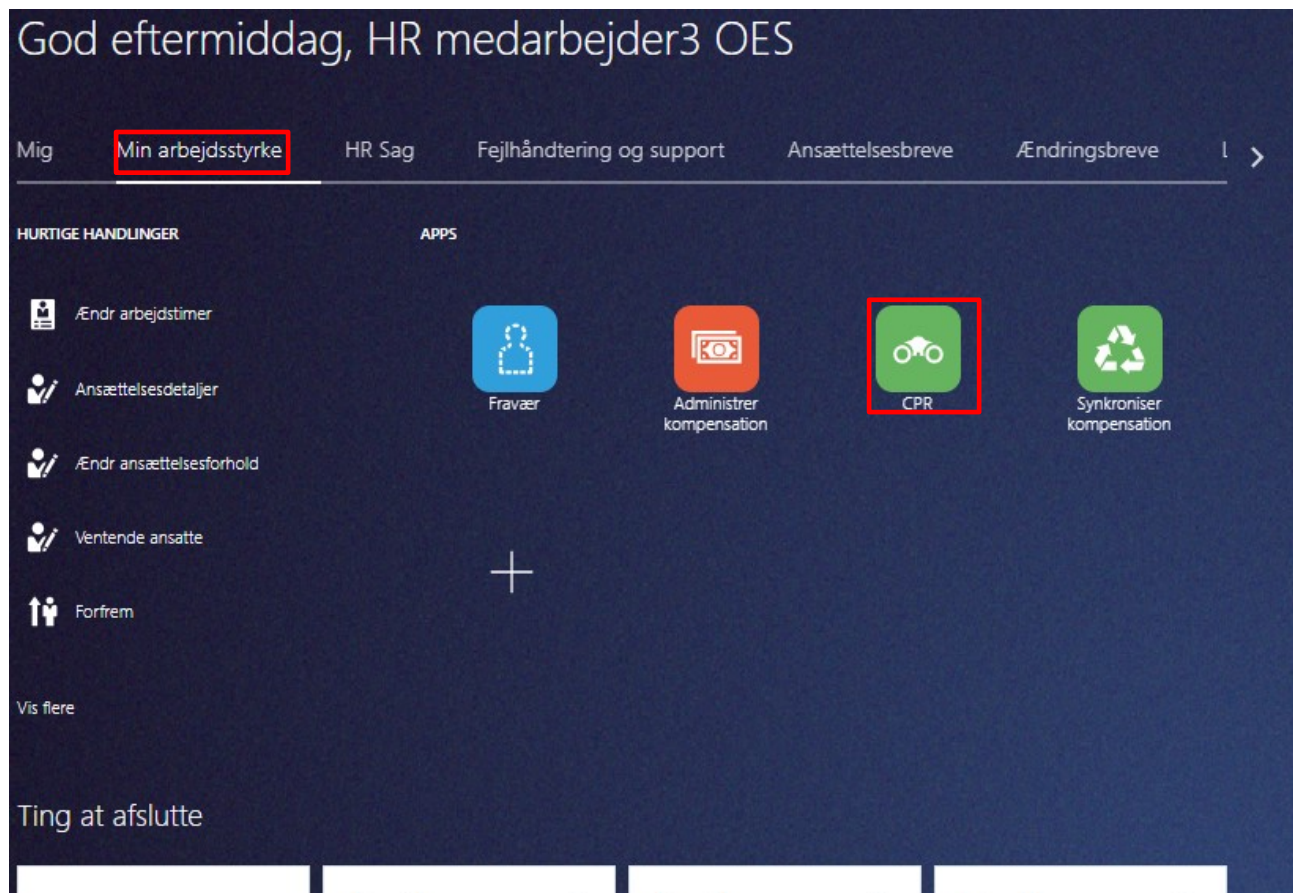 God eftermiddag, HR medarbejder3 OES
Mig Min arbejdsstyrke HR Sag Fejlhåndtering og support Ansættelsesbreve Ændringsbreve
HURTIGE HANDLINGER
APPS
Ændr arbejdstimer
Ansættelsesdetaljer
Ændr ansættelsesforhold
Ventende ansatte
Forfrem
Vis flere
Fravær
Administrer
kompensation
CPR
Synkroniser
kompensation
Ting at afslutte